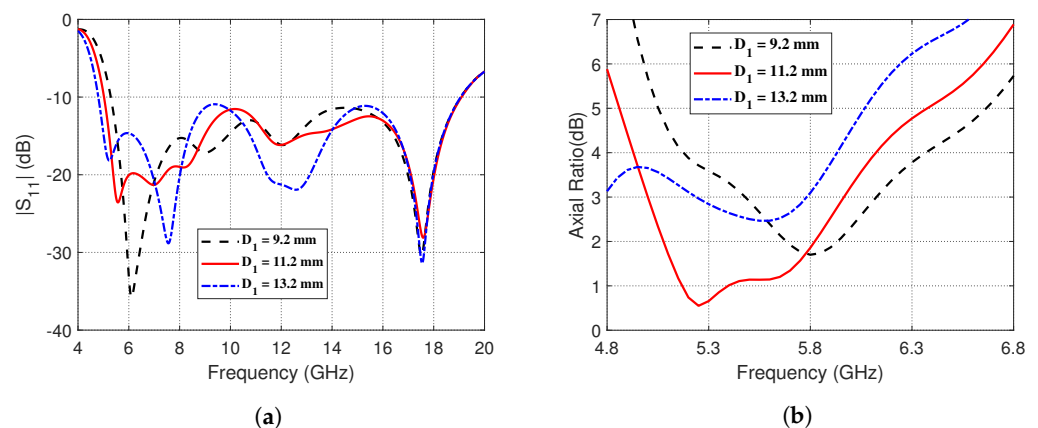 |S11| (dB)
0
-10
-20
-30
-40
D1 = 9.2 mm
D1 = 11.2 mm
D1 = 13.2 mm
4 6 8 10 12 14 16 18 20
Frequency (GHz)
(a)
Axial Ratio(dB)
7
6
5
4
3
2
1
0
D1 = 9.2 mm
D1 = 11.2 mm
D1 = 13.2 mm
4.8 5.3 5.8 6.3 6.8
Frequency (GHz)
(b)